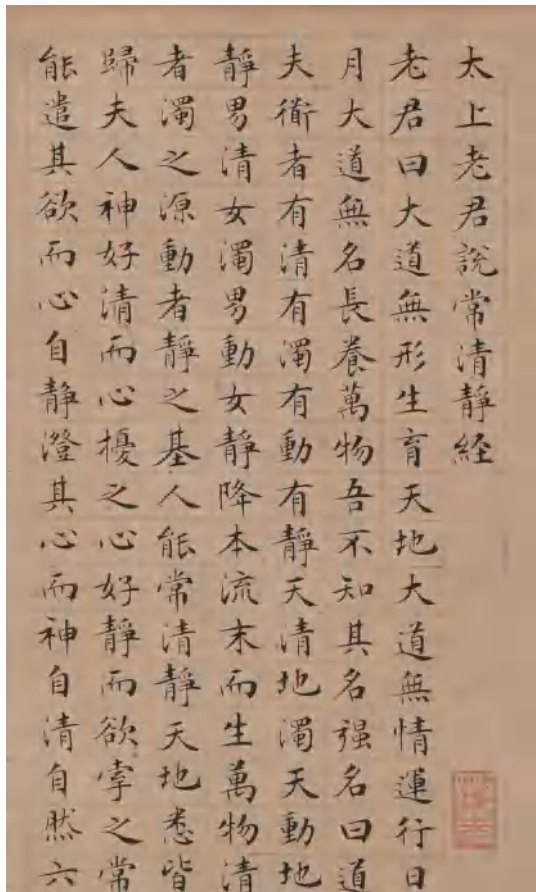 太上老君說常清靜経
老君曰大道無形生育天地大道無情運行日
月大道無名長養萬物吾不知其名强名曰道
夫衜者有清有濁有動有靜天清地濁天動地
靜男清女濁男動女靜降本流末而生萬物清
者濁之源動者靜之基人能常清靜天地悉皆
歸夫人神好清而心擾之心好靜而欲牽之常
能遣其欲而心自靜澄其心而神自清自然六